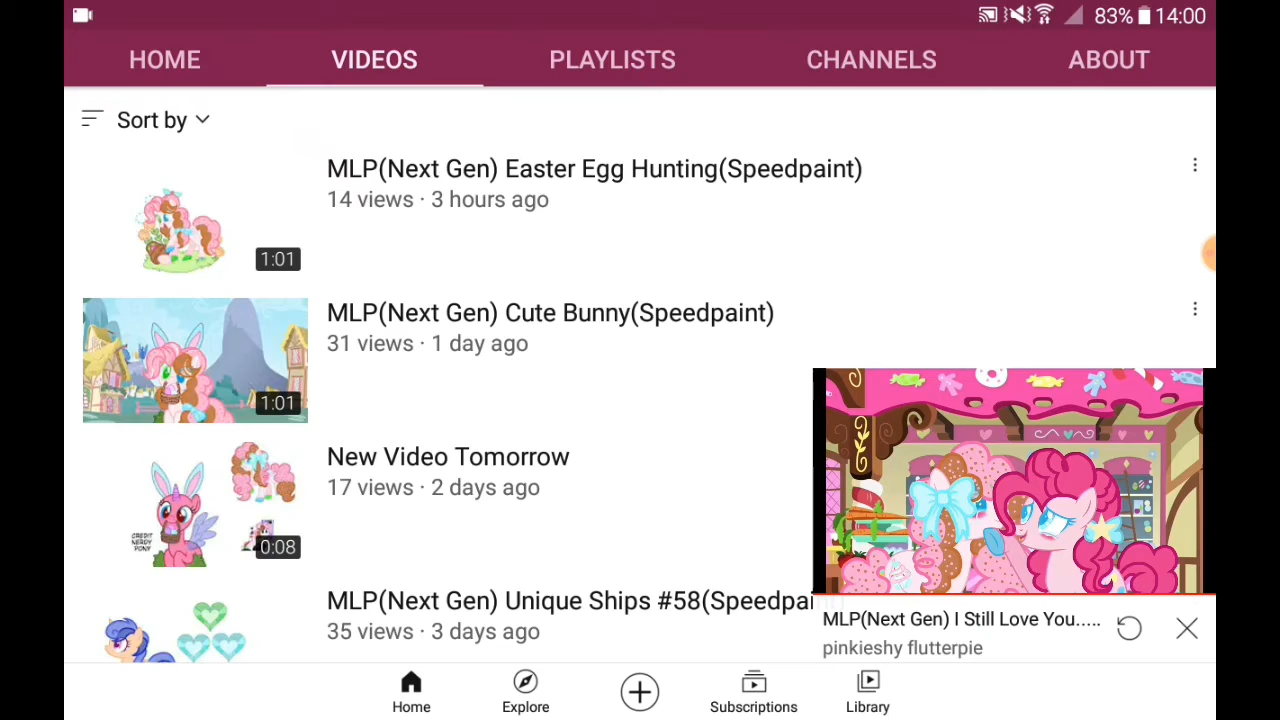 83% 14:00
HOME VIDEOS PLAYLISTS CHANNELS ABOUT
Sort by
MLP(Next Gen) Easter Egg Hunting(Speedpaint)
14 views · 3 hours ago
1:01
MLP(Next Gen) Cute Bunny(Speedpaint)
31 views · 1 day ago
1:01
New Video Tomorrow
17 views · 2 days ago
CREDIT
NERDY
PONY
0:08
MLP(Next Gen) Unique Ships #58(Speedpai
35 views · 3 days ago
MLP(Next Gen) I Still Love You.....
pinkieshy flutterpie
Home Explore Subscriptions Library